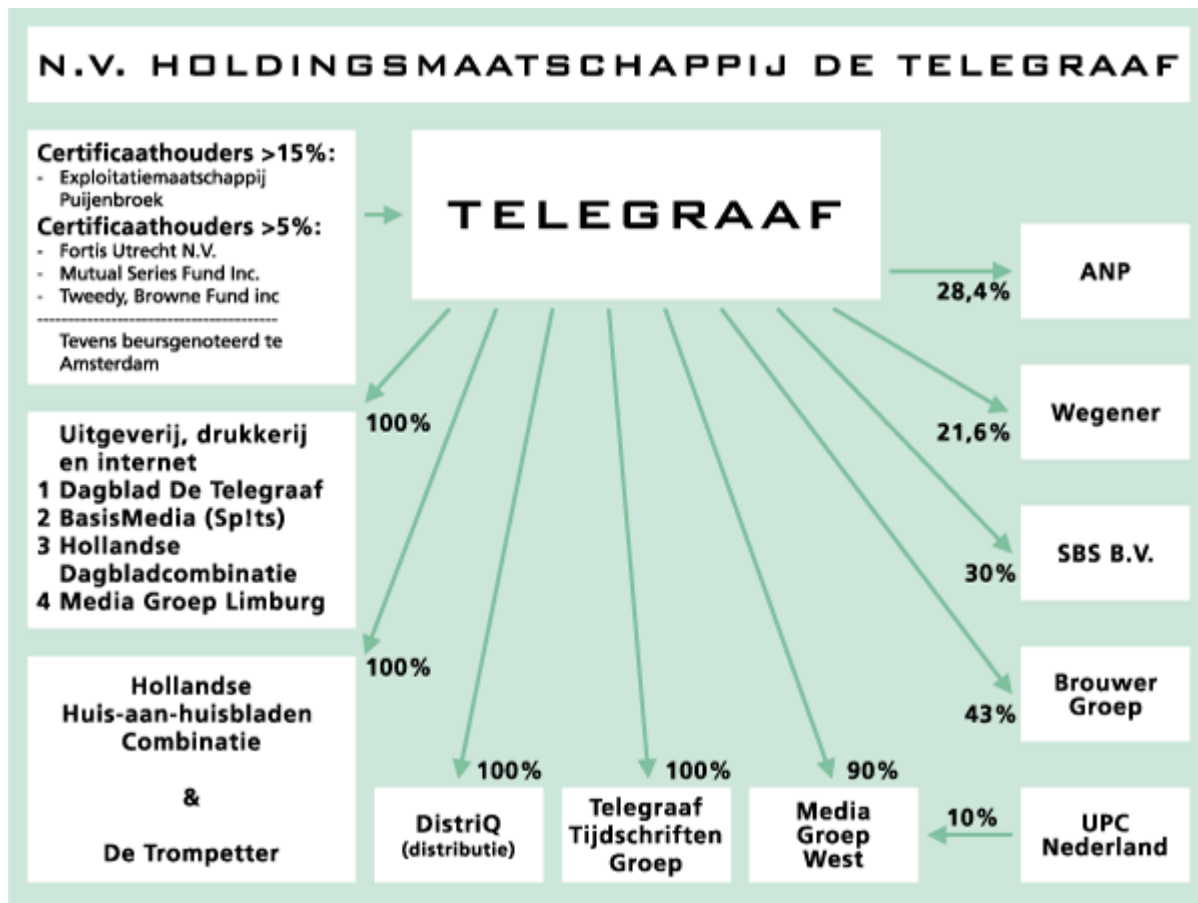 N.V. HOLDINGSMAATSCHAPPIJ DE TELEGRAAF
Certificaathouders >15%:
- Exploitatiemaatschappij
Puijenbroek
Certificaathouders >5%:
- Fortis Utrecht N.V.
- Mutual Series Fund Inc.
- Tweedy, Browne Fund inc
------------------------------------------
Tevens beursgenoteerd te
Amsterdam
TELEGRAAF
28,4%
ANP
21,6%
Wegener
30%
SBS B.V.
43%
Brouwer
Groep
100%
Uitgeverij, drukkerij
en internet
1 Dagblad De Telegraaf
2 BasisMedia (Sp!ts)
3 Hollandse
Dagbladcombinatie
4 Media Groep Limburg
100%
Hollandse
Huis-aan-huisbladen
Combinatie
&
De Trompetter
100%
DistriQ
(distributie)
100%
Telegraaf
Tijdschriften
Groep
90%
Media
Groep
West
10%
UPC
Nederland